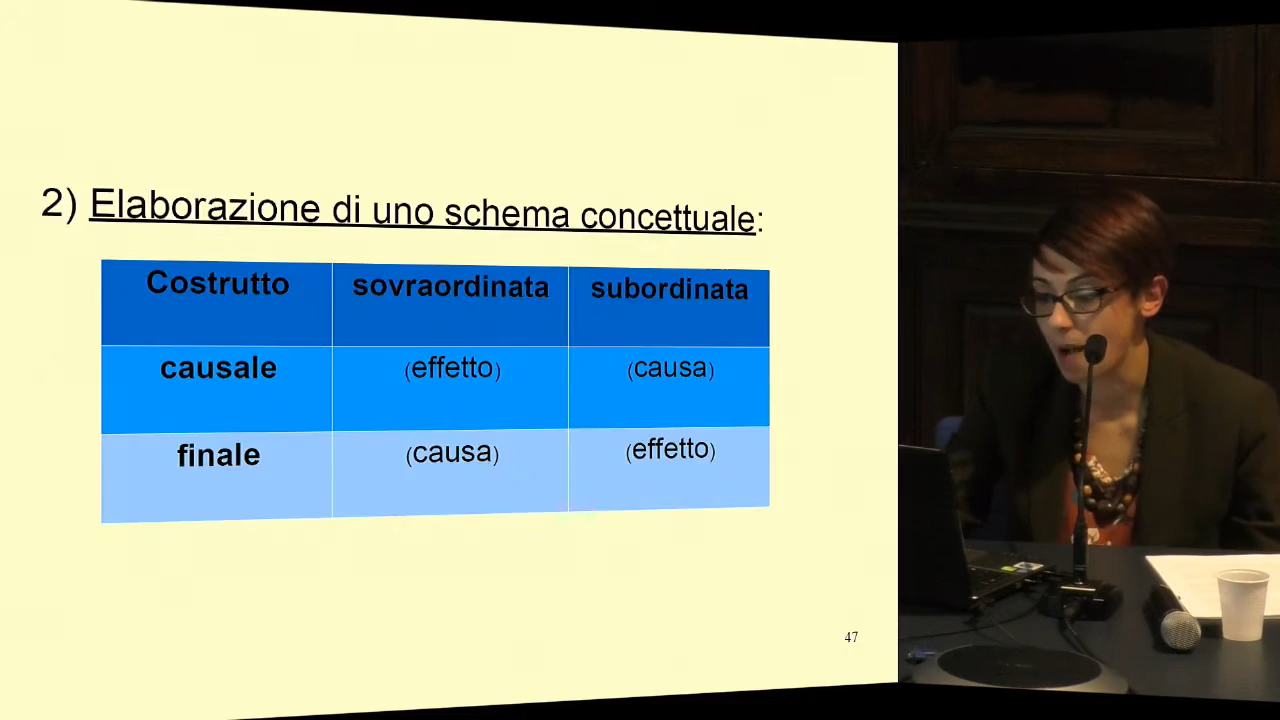 2) Elaborazione di uno schema concettuale:
Costrutto sovraordinata subordinata
causale (effetto) (causa)
finale (causa) (effetto)
47